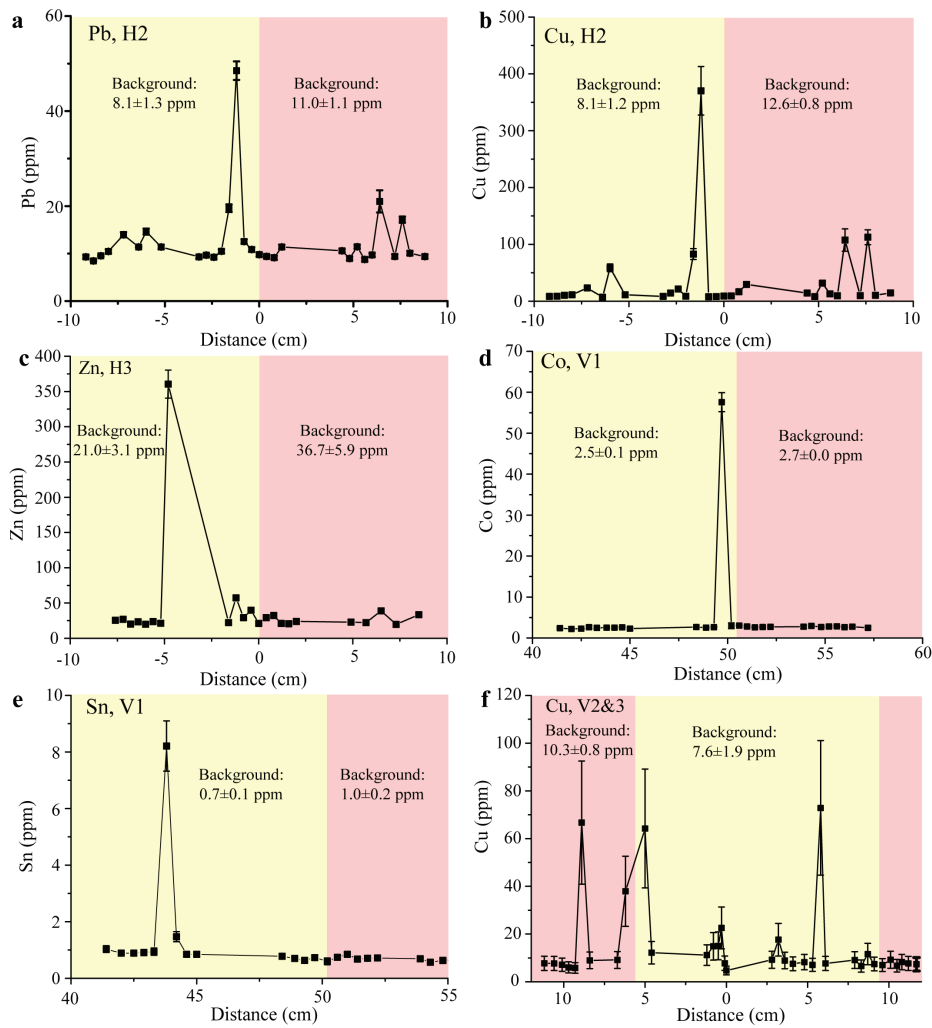 a
Pb, H2
Background:
8.1±1.3 ppm
Background:
11.0±1.1 ppm
Pb (ppm)
60
40
20
0
-10
-5
0
5
10
Distance (cm)
b
Cu, H2
Background:
8.1±1.2 ppm
Background:
12.6±0.8 ppm
Cu (ppm)
500
400
300
200
100
0
-10
-5
0
5
10
Distance (cm)
c
Zn, H3
Background:
21.0±3.1 ppm
Background:
36.7±5.9 ppm
Zn (ppm)
400
350
300
250
200
150
100
50
0
-10
-5
0
5
10
Distance (cm)
d
Co, V1
Background:
2.5±0.1 ppm
Background:
2.7±0.0 ppm
Co (ppm)
70
60
50
40
30
20
10
0
40
45
50
55
60
Distance (cm)
e
Sn, V1
Background:
0.7±0.1 ppm
Background:
1.0±0.2 ppm
Sn (ppm)
10
8
6
4
2
0
40
45
50
55
Distance (cm)
f
Cu, V2&3
Background:
10.3±0.8 ppm
Background:
7.6±1.9 ppm
Cu (ppm)
120
100
80
60
40
20
0
10
5
0
5
10
Distance (cm)